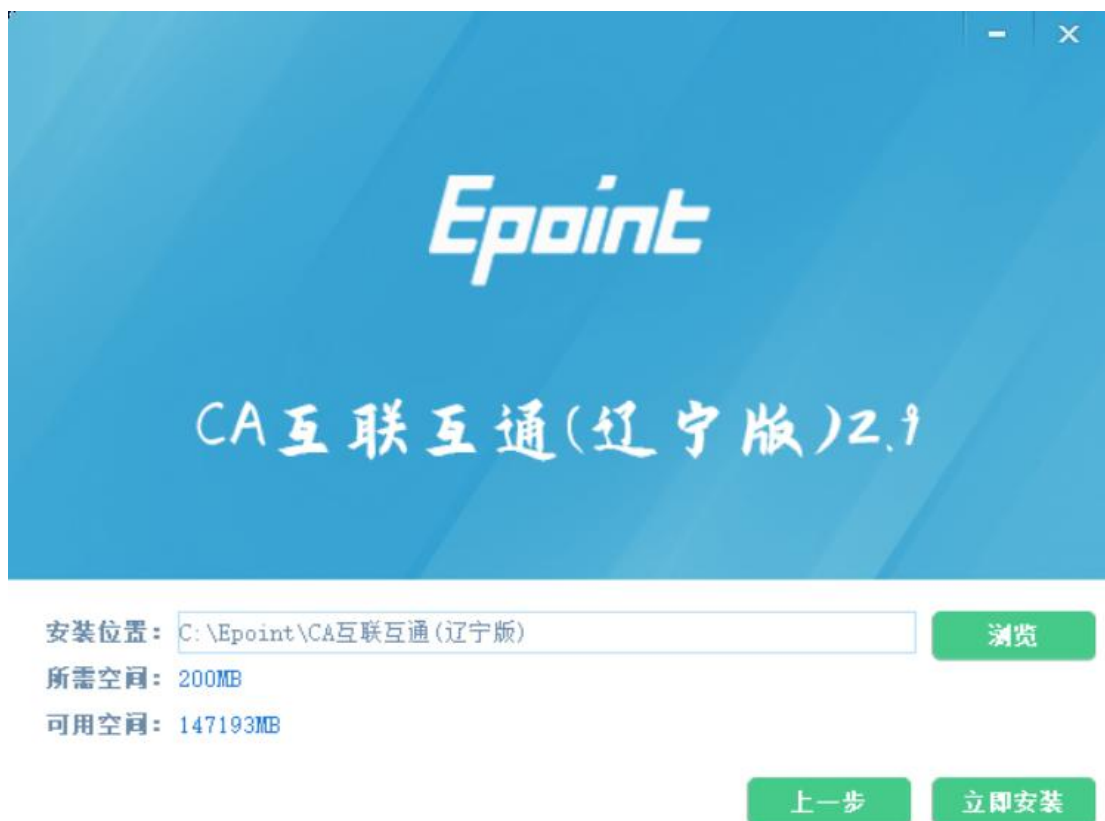 Epoint
CA互联互通(辽宁版)2.9
安装位置: C:\Epoint\CA互联互通(辽宁版) 浏览
所需空间: 200MB
可用空间: 147193MB
上一步 立即安装